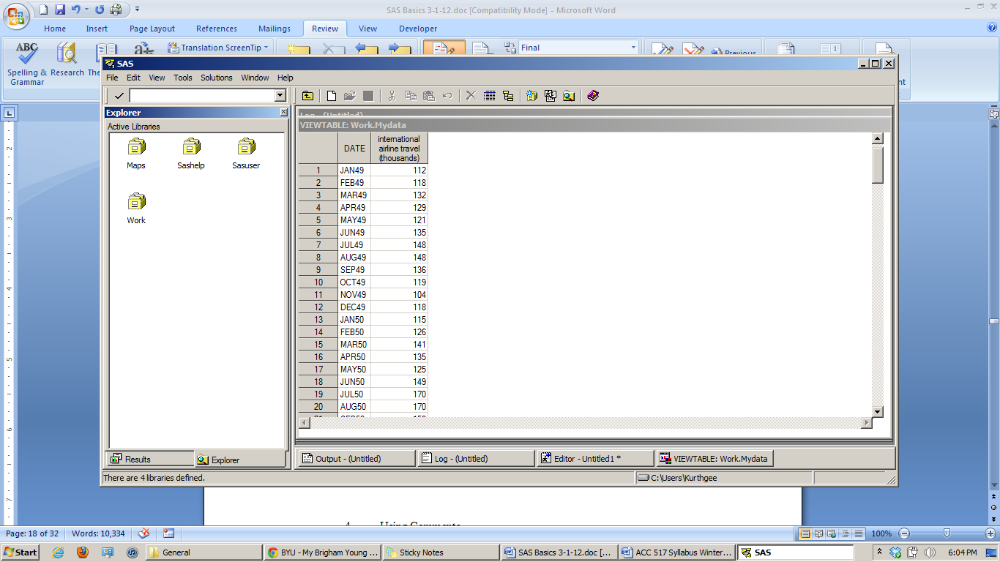 SAS Basics 3-1-12.doc [Compatibility Mode] - Microsoft Word
Home Insert Page Layout References Mailings Review View Developer
ABC Translation ScreenTip Final
Spelling & Grammar Research Previous
SAS
File Edit View Tools Solutions Window Help
Explorer
Active Libraries
Maps Sashelp Sasuser
Work
Log - (Untitled)
VIEWTABLE: Work.Mydata
DATE international airline travel (thousands)
1 JAN49 112
2 FEB49 118
3 MAR49 132
4 APR49 129
5 MAY49 121
6 JUN49 135
7 JUL49 148
8 AUG49 148
9 SEP49 136
10 OCT49 119
11 NOV49 104
12 DEC49 118
13 JAN50 115
14 FEB50 126
15 MAR50 141
16 APR50 135
17 MAY50 125
18 JUN50 149
19 JUL50 170
20 AUG50 170
Results Explorer
Output - (Untitled) Log - (Untitled) Editor - Untitled1 * VIEWTABLE: Work.Mydata
There are 4 libraries defined. C:\Users\Kurthgee
4. Using Comments
Page: 18 of 32 Words: 10,334 100%
Start General BYU - My Brigham Young ... Sticky Notes SAS Basics 3-1-12.doc [... ACC 517 Syllabus Winter... SAS 6:04 PM